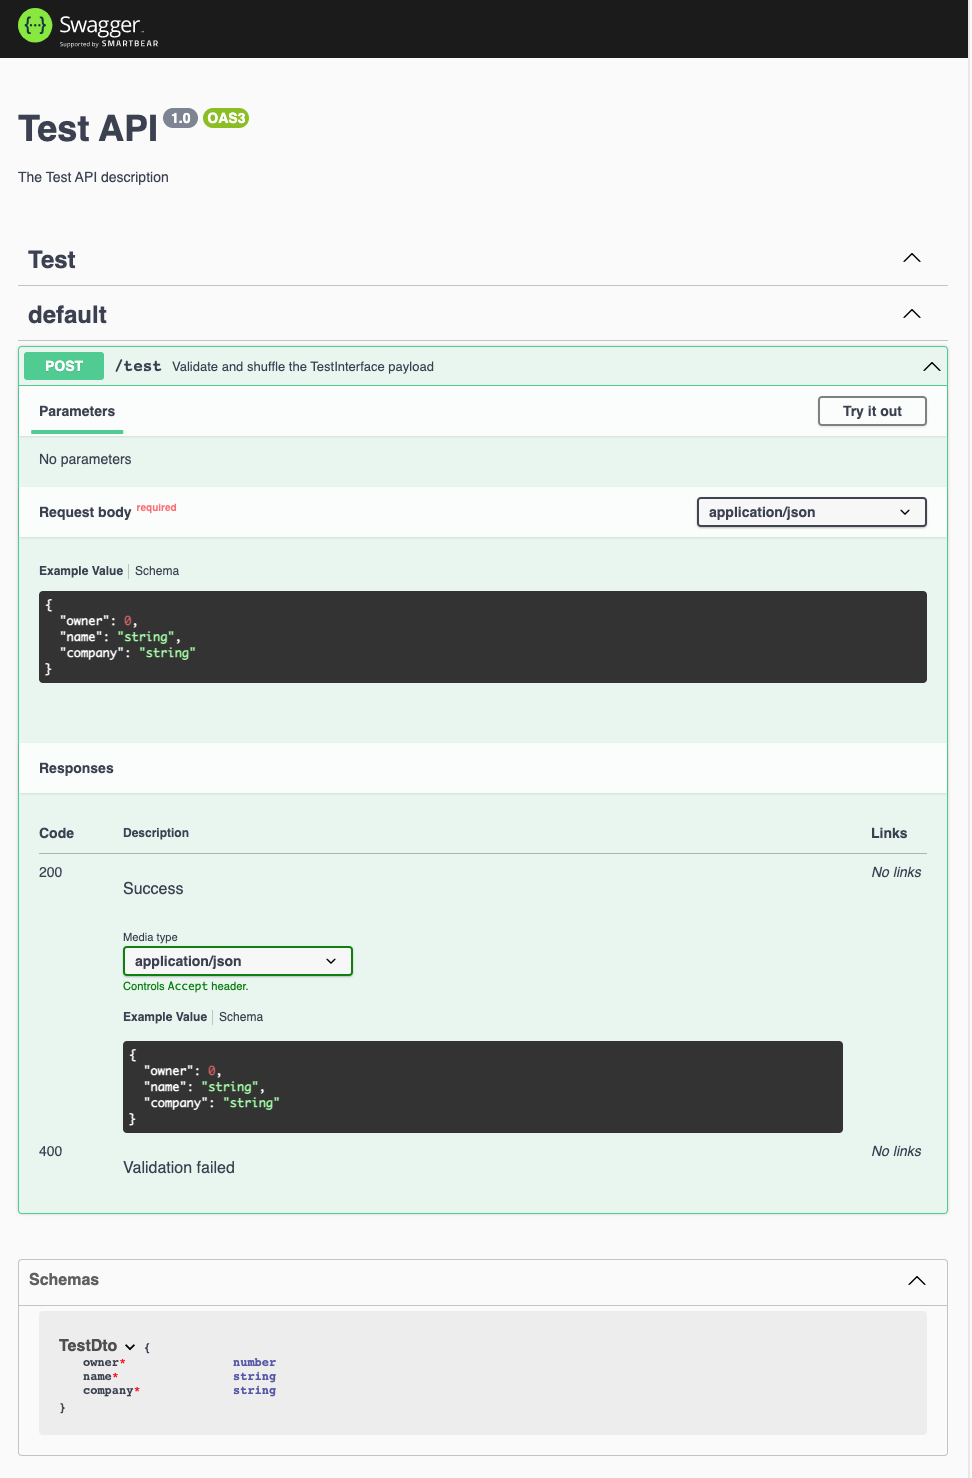 Swagger
Supported by SMARTBEAR
Test API 1.0 OAS3
The Test API description
Test
default
POST /test Validate and shuffle the TestInterface payload
Parameters Try it out
No parameters
Request body required application/json
Example Value Schema
{
"owner": 0,
"name": "string",
"company": "string"
}
Responses
Code Description Links
200 No links
Success
Media type
application/json
Controls Accept header.
Example Value Schema
{
"owner": 0,
"name": "string",
"company": "string"
}
400 No links
Validation failed
Schemas
TestDto {
owner* number
name* string
company* string
}